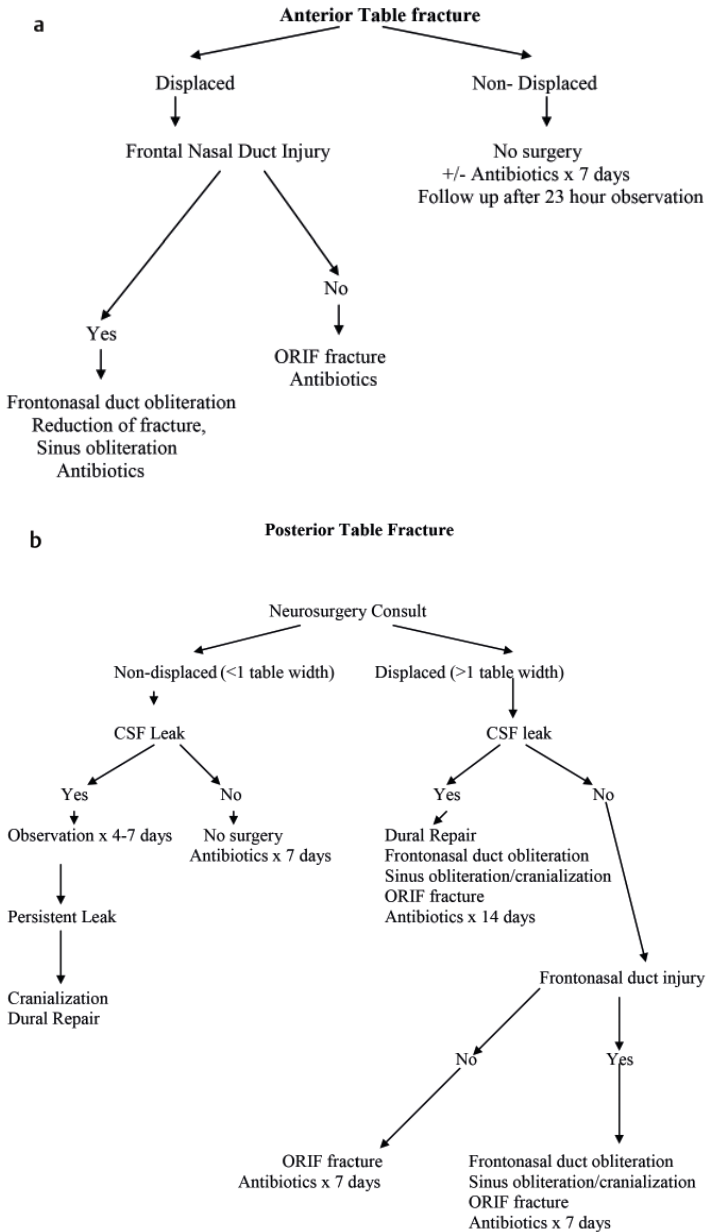 a
Anterior Table fracture
Displaced
Non- Displaced
Frontal Nasal Duct Injury
No surgery
+/- Antibiotics x 7 days
Follow up after 23 hour observation
No
Yes
ORIF fracture
Antibiotics
Frontonasal duct obliteration
Reduction of fracture,
Sinus obliteration
Antibiotics
b
Posterior Table Fracture
Neurosurgery Consult
Non-displaced (<1 table width)
Displaced (>1 table width)
CSF Leak
CSF leak
Yes
No
Yes
No
Observation x 4-7 days
No surgery
Antibiotics x 7 days
Dural Repair
Frontonasal duct obliteration
Sinus obliteration/cranialization
ORIF fracture
Antibiotics x 14 days
Persistent Leak
Cranialization
Dural Repair
Frontonasal duct injury
No
Yes
ORIF fracture
Antibiotics x 7 days
Frontonasal duct obliteration
Sinus obliteration/cranialization
ORIF fracture
Antibiotics x 7 days